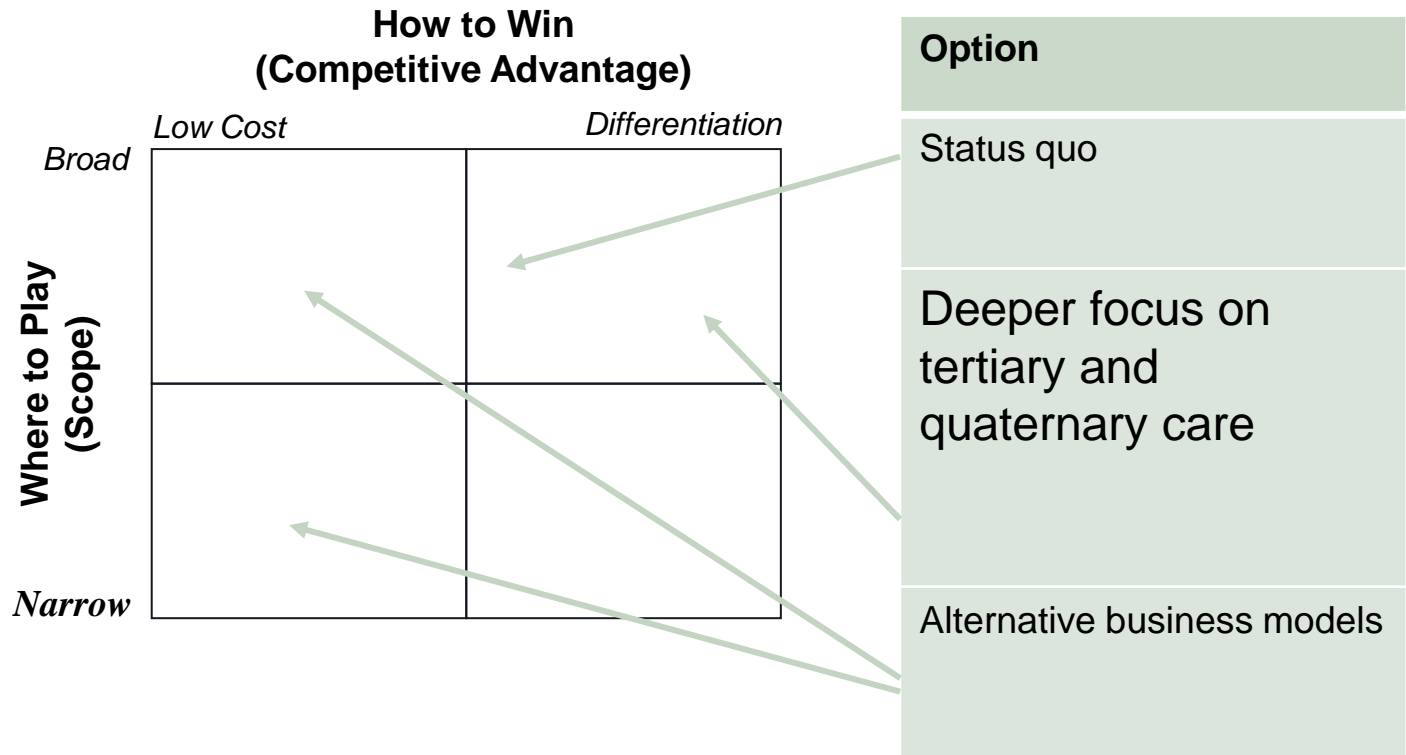 How to Win
(Competitive Advantage)
Low Cost
Differentiation
Broad
Where to Play
(Scope)
Narrow
Option
Status quo
Deeper focus on
tertiary and
quaternary care
Alternative business models